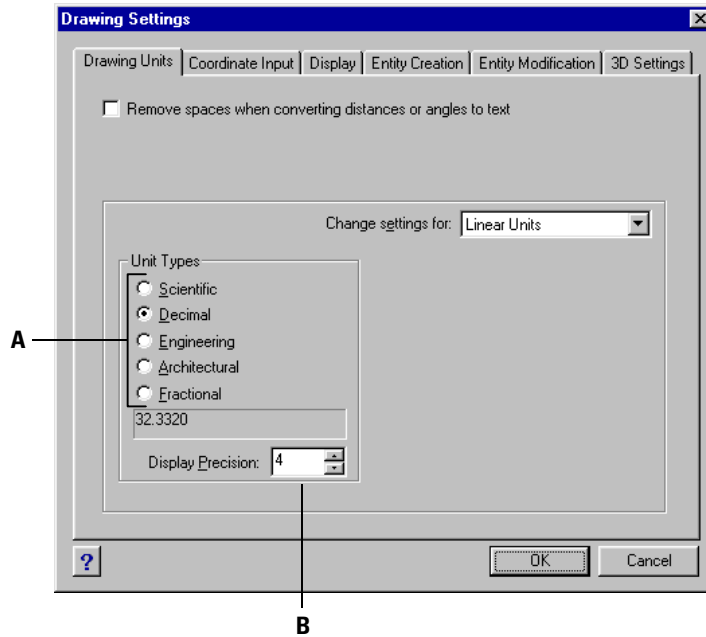 Drawing Settings
Drawing Units Coordinate Input Display Entity Creation Entity Modification 3D Settings
Remove spaces when converting distances or angles to text
Change settings for: Linear Units
Unit Types
Scientific
Decimal
A
Engineering
Architectural
Fractional
32.3320
Display Precision: 4
? OK Cancel
B